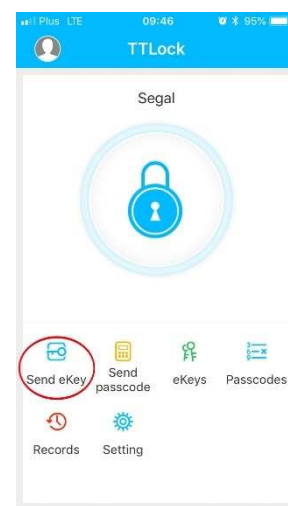 Plus LTE 09:46 95%
TTLock
Segal
Send eKey
Send
passcode
eKeys
Passcodes
Records
Setting